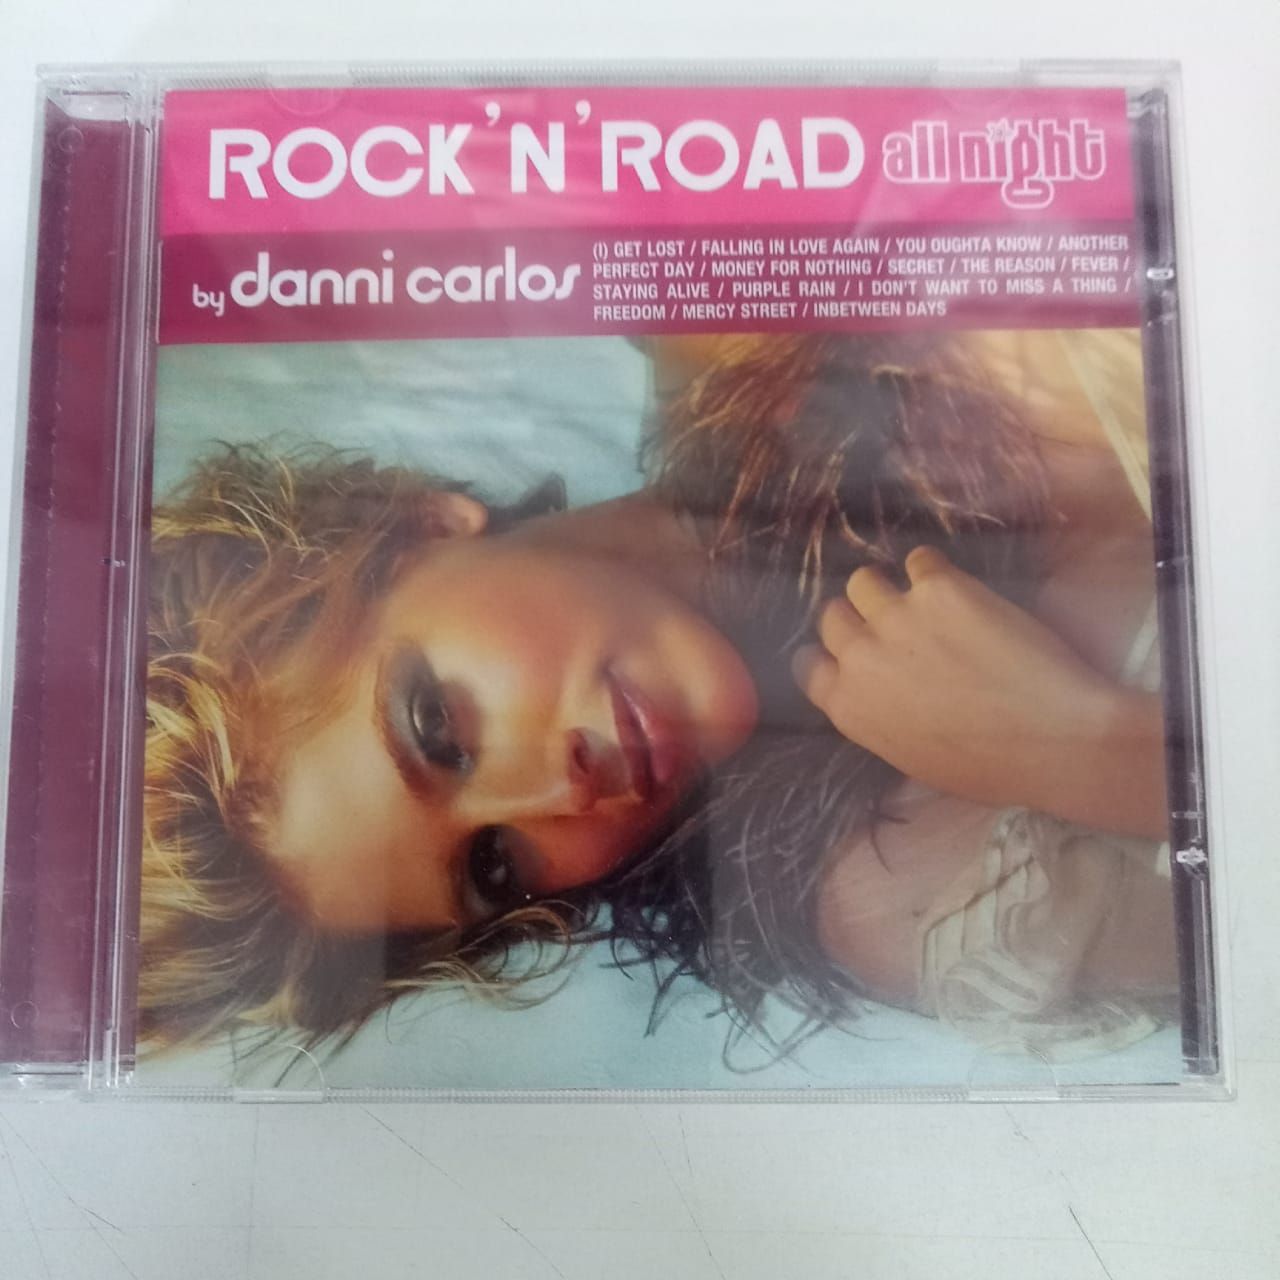 ROCK'N'ROAD all night
by danni carlos
(I) GET LOST / FALLING IN LOVE AGAIN / YOU OUGHTA KNOW / ANOTHER
PERFECT DAY / MONEY FOR NOTHING / SECRET / THE REASON / FEVER /
STAYING ALIVE / PURPLE RAIN / I DON'T WANT TO MISS A THING /
FREEDOM / MERCY STREET / INBETWEEN DAYS